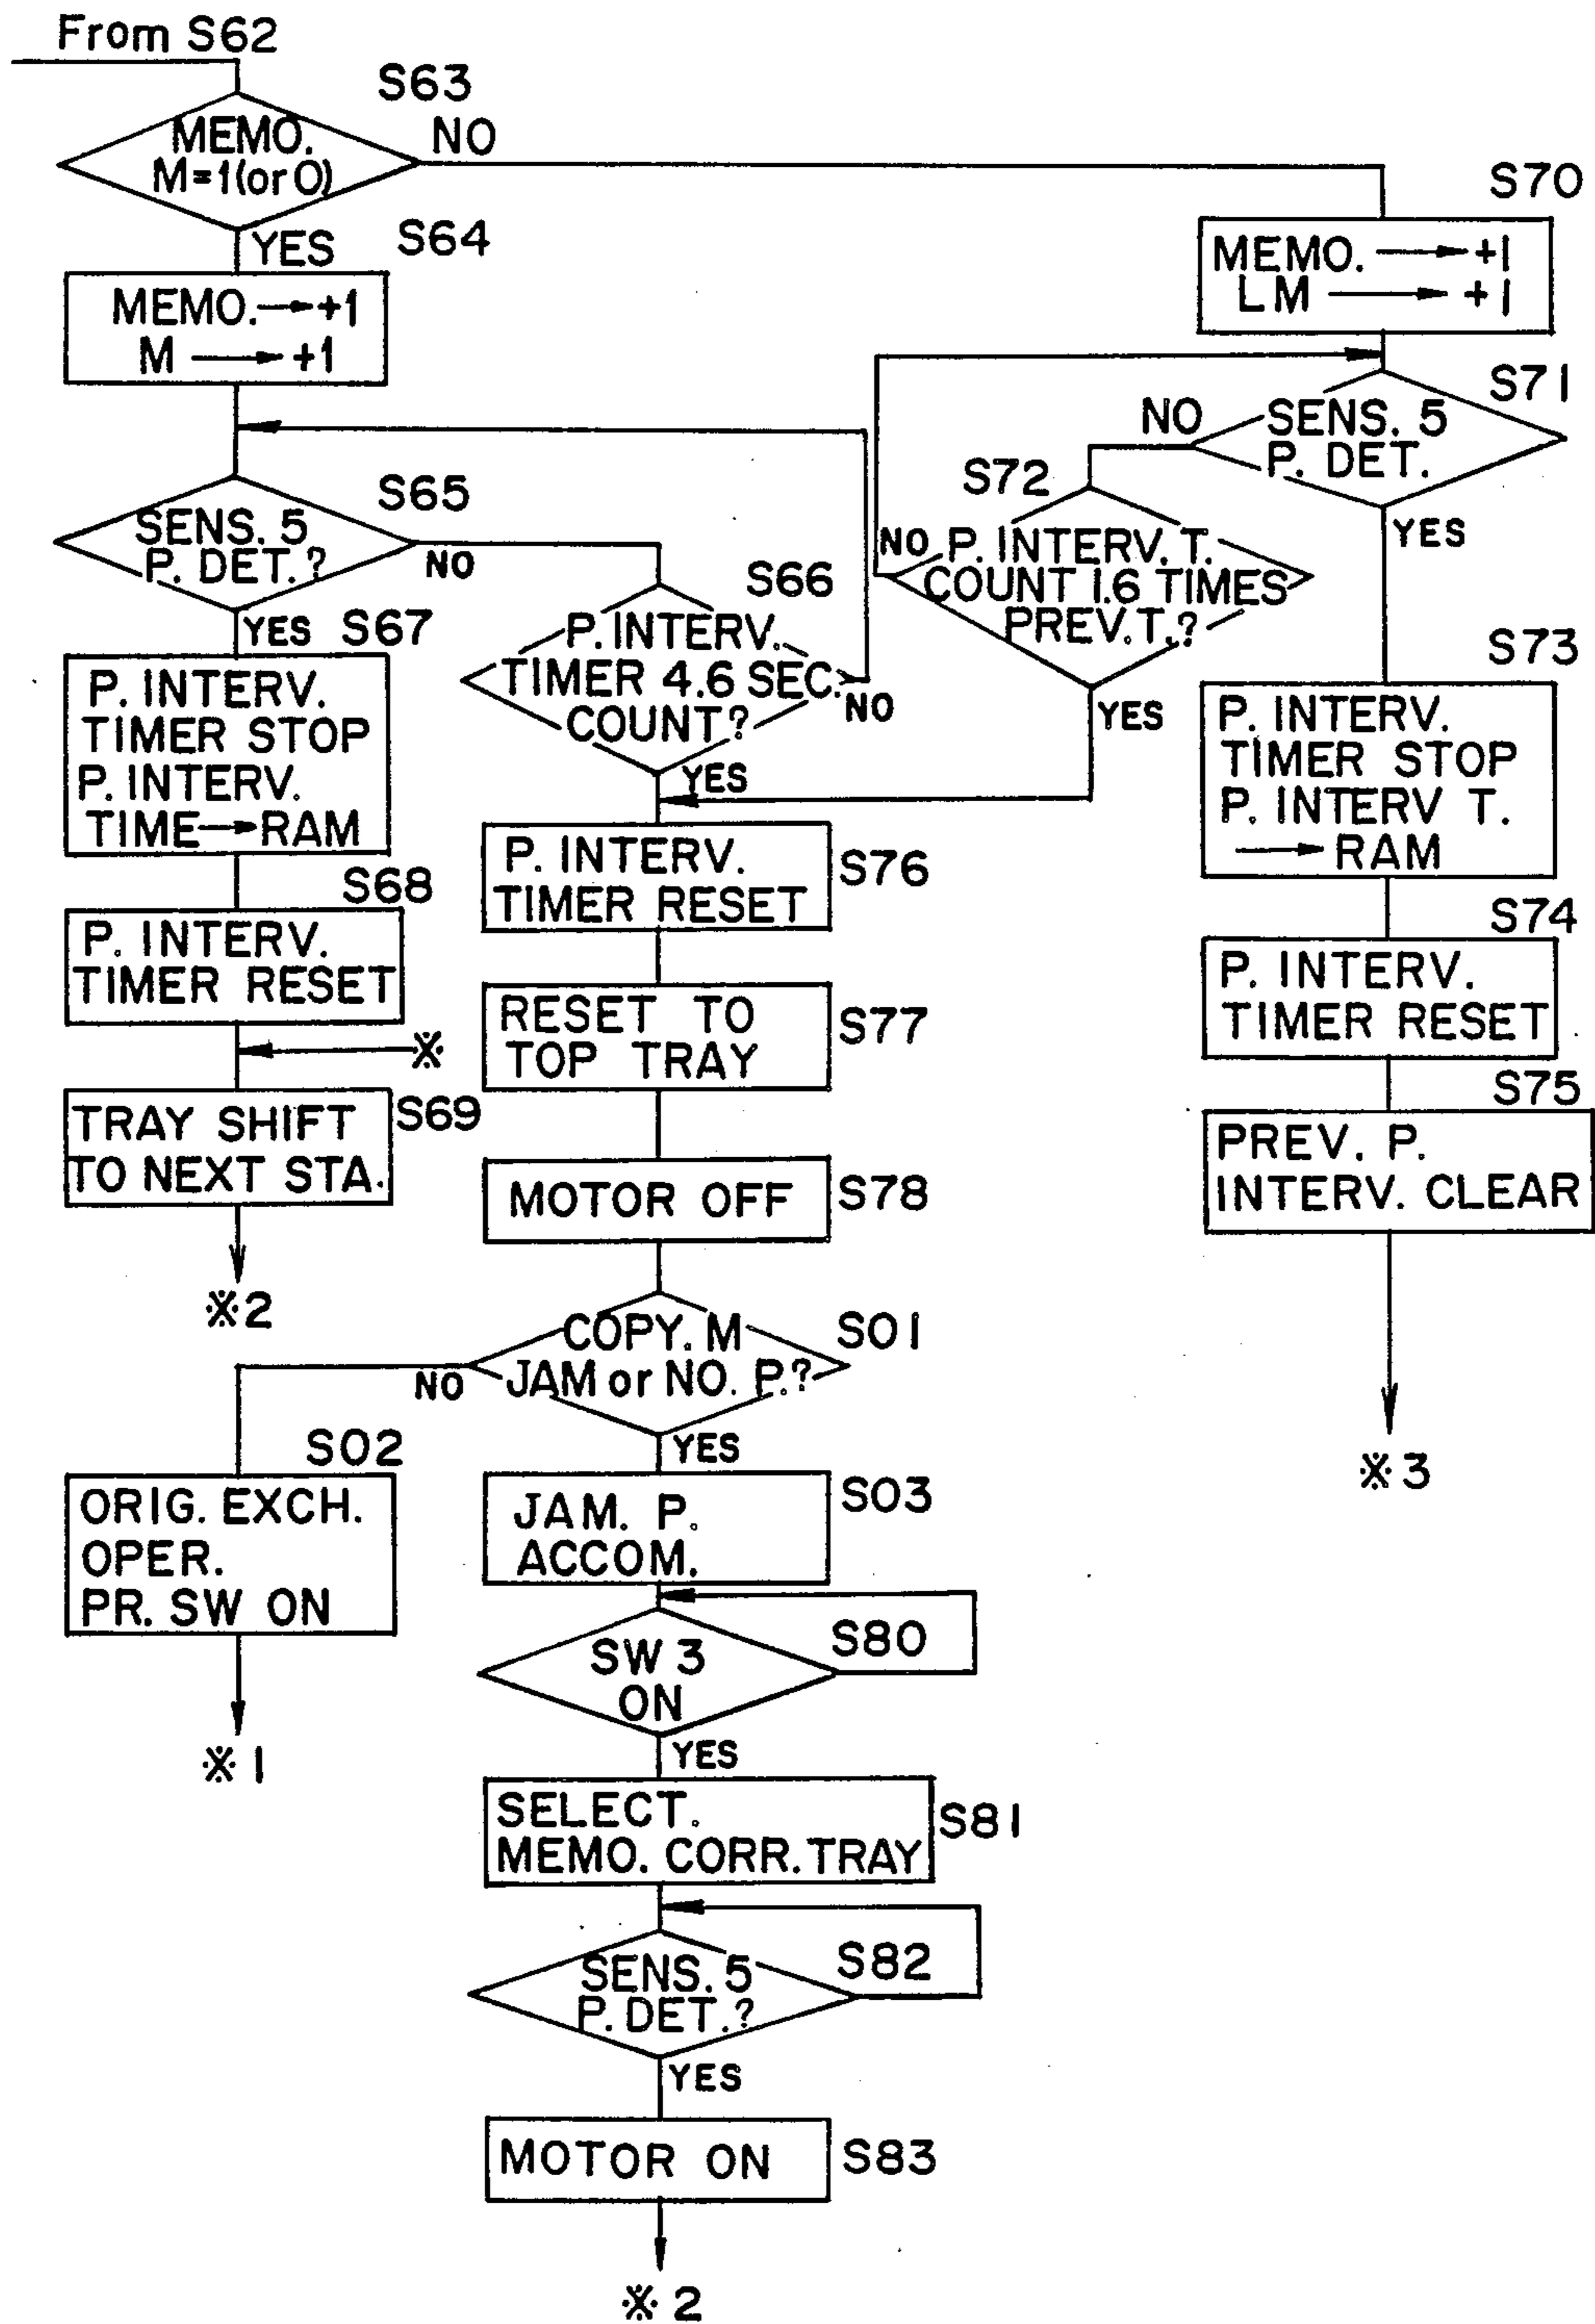 From S62
S63
MEMO.
M=1(or 0)
NO
YES
S64
MEMO.→+1
M → +1
S65
SENS. 5
P. DET.?
NO
YES
S66
P. INTERV.
TIMER 4.6 SEC.
COUNT?
NO
YES
S67
P. INTERV.
TIMER STOP
P. INTERV.
TIME→RAM
S68
P. INTERV.
TIMER RESET
※
S69
TRAY SHIFT
TO NEXT STA.
※2
S70
MEMO. → +1
LM → +1
S71
SENS. 5
P. DET.
NO
YES
S72
P. INTERV. T.
COUNT 1.6 TIMES
PREV.T.?
NO
YES
S73
P. INTERV.
TIMER STOP
P. INTERV T.
→ RAM
S74
P. INTERV.
TIMER RESET
S75
PREV. P.
INTERV. CLEAR
※3
S76
P. INTERV.
TIMER RESET
S77
RESET TO
TOP TRAY
S78
MOTOR OFF
S01
COPY. M
JAM or NO. P.?
NO
YES
S02
ORIG. EXCH.
OPER.
PR. SW ON
※1
S03
JAM. P.
ACCOM.
S80
SW 3
ON
YES
S81
SELECT.
MEMO. CORR. TRAY
S82
SENS. 5
P. DET.?
YES
S83
MOTOR ON
※2